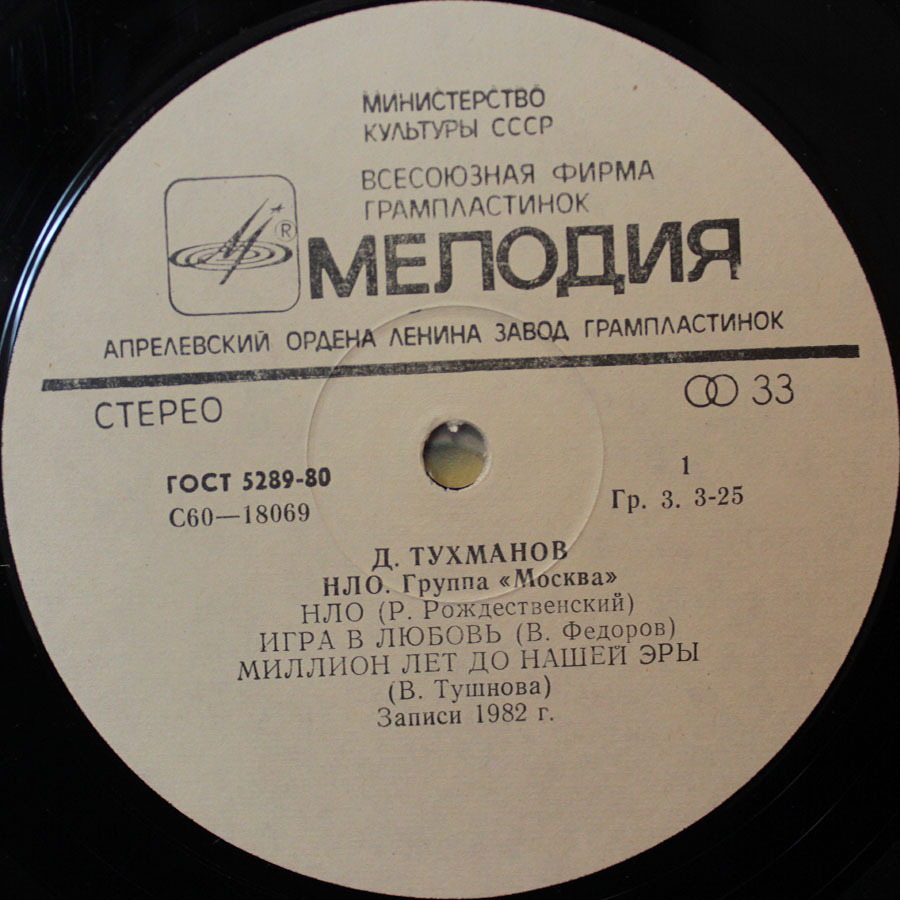 МИНИСТЕРСТВО
КУЛЬТУРЫ СССР
ВСЕСОЮЗНАЯ ФИРМА
ГРАМПЛАСТИНОК
®
МЕЛОДИЯ
АПРЕЛЕВСКИЙ ОРДЕНА ЛЕНИНА ЗАВОД ГРАМПЛАСТИНОК
СТЕРЕО
33
ГОСТ 5289-80
С60—18069
1
Гр. 3. 3-25
Д. ТУХМАНОВ
НЛО. Группа «Москва»
НЛО (Р. Рождественский)
ИГРА В ЛЮБОВЬ (В. Федоров)
МИЛЛИОН ЛЕТ ДО НАШЕЙ ЭРЫ
(В. Тушнова)
Записи 1982 г.